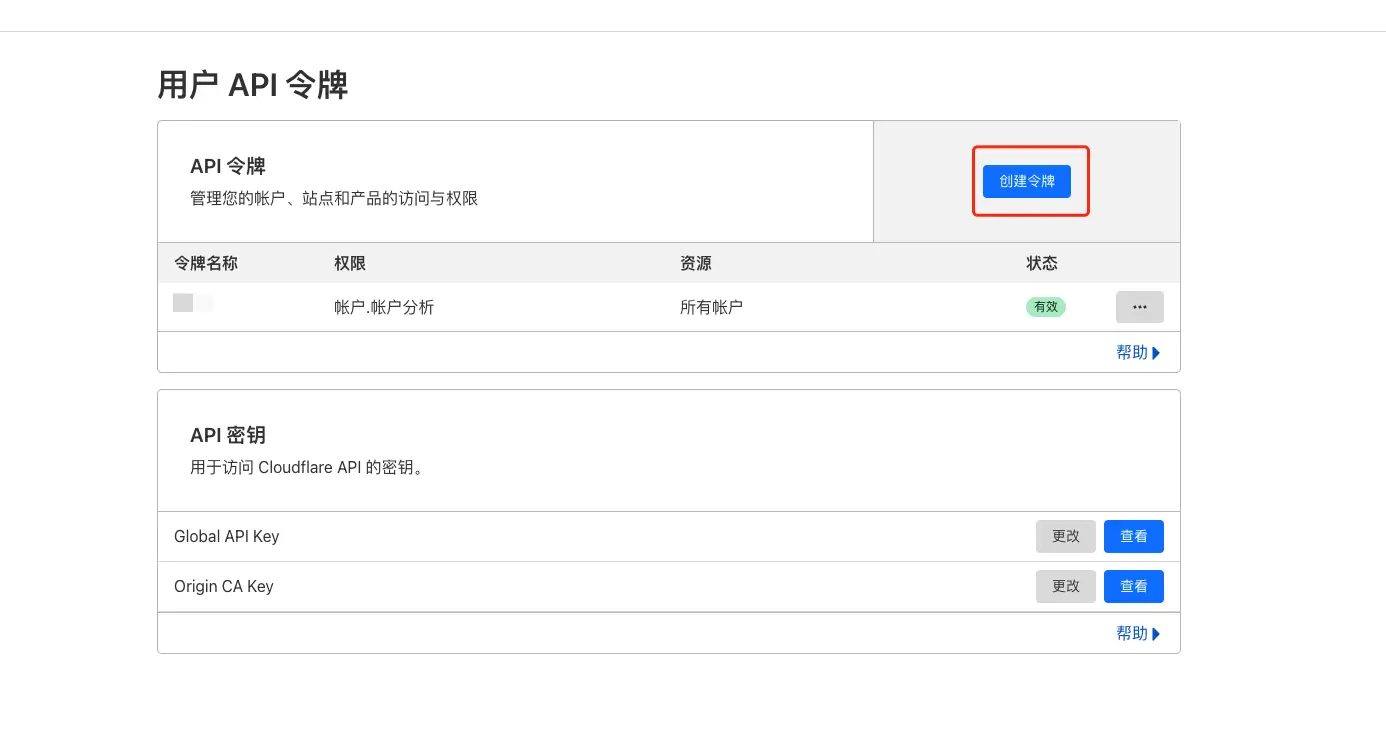 用户 API 令牌
API 令牌
管理您的帐户、站点和产品的访问与权限
创建令牌
令牌名称 权限 资源 状态
帐户.帐户分析 所有帐户 有效 ···
帮助
API 密钥
用于访问 Cloudflare API 的密钥。
Global API Key 更改 查看
Origin CA Key 更改 查看
帮助